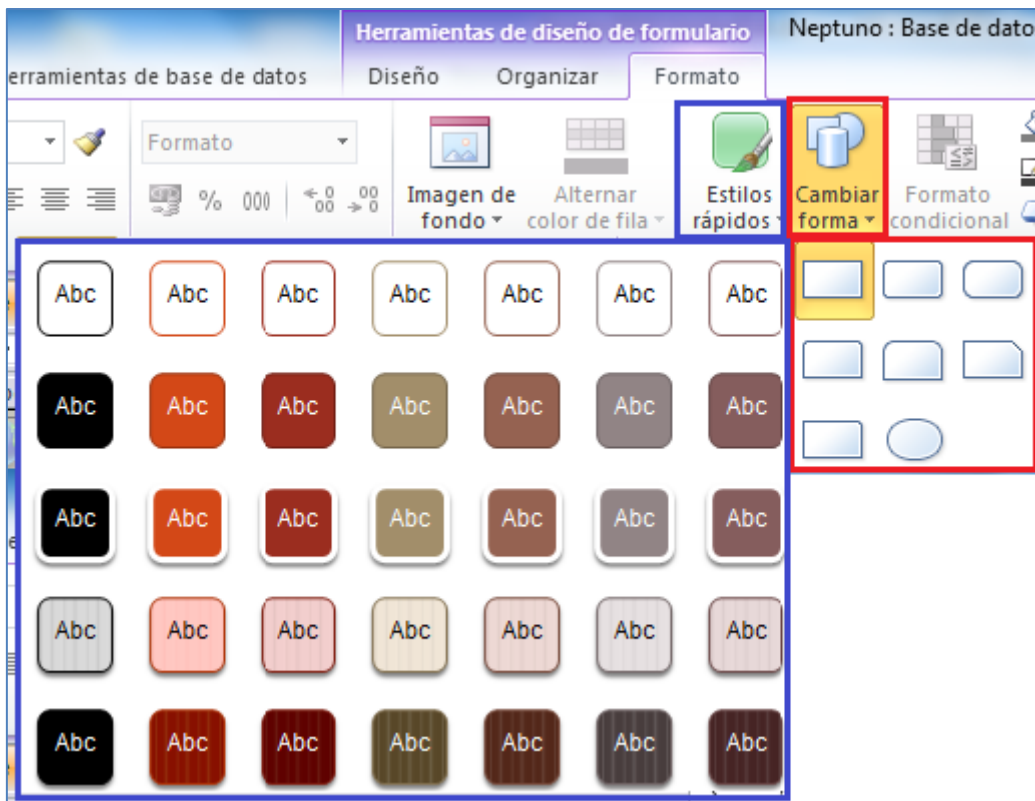 Herramientas de diseño de formulario
Neptuno : Base de dato
erramientas de base de datos
Diseño
Organizar
Formato
Formato
% 000
Imagen de fondo
Alternar color de fila
Estilos rápidos
Cambiar forma
Formato condicional
Abc Abc Abc Abc Abc Abc Abc
Abc Abc Abc Abc Abc Abc Abc
Abc Abc Abc Abc Abc Abc Abc
Abc Abc Abc Abc Abc Abc Abc
Abc Abc Abc Abc Abc Abc Abc